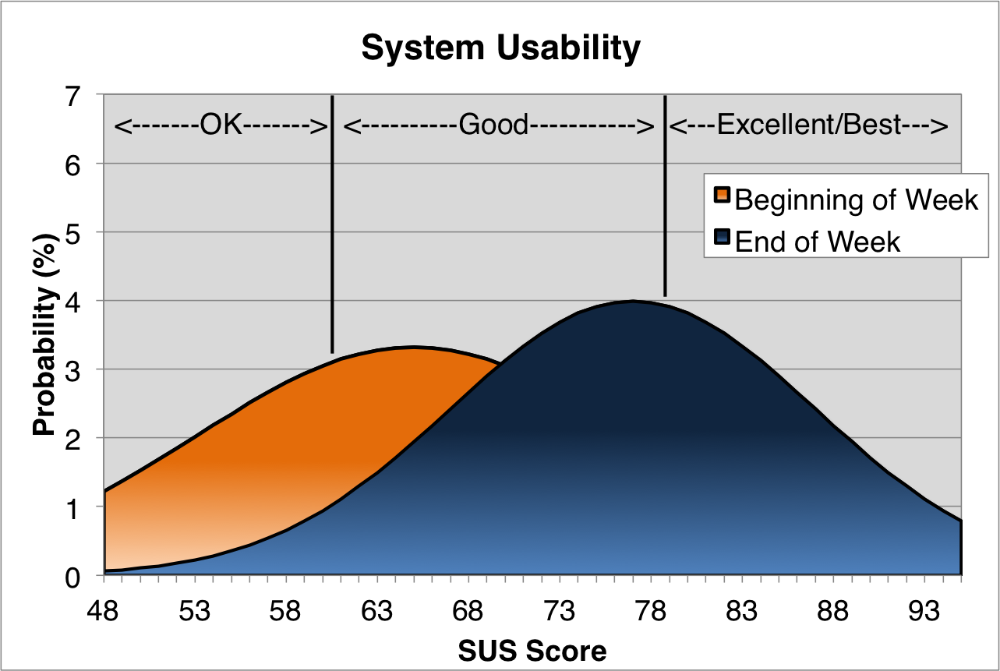 System Usability
7
<-------OK------->
<----------Good----------->
<---Excellent/Best--->
6
Beginning of Week
5
End of Week
4
3
2
1
0
Probability (%)
48 53 58 63 68 73 78 83 88 93
SUS Score